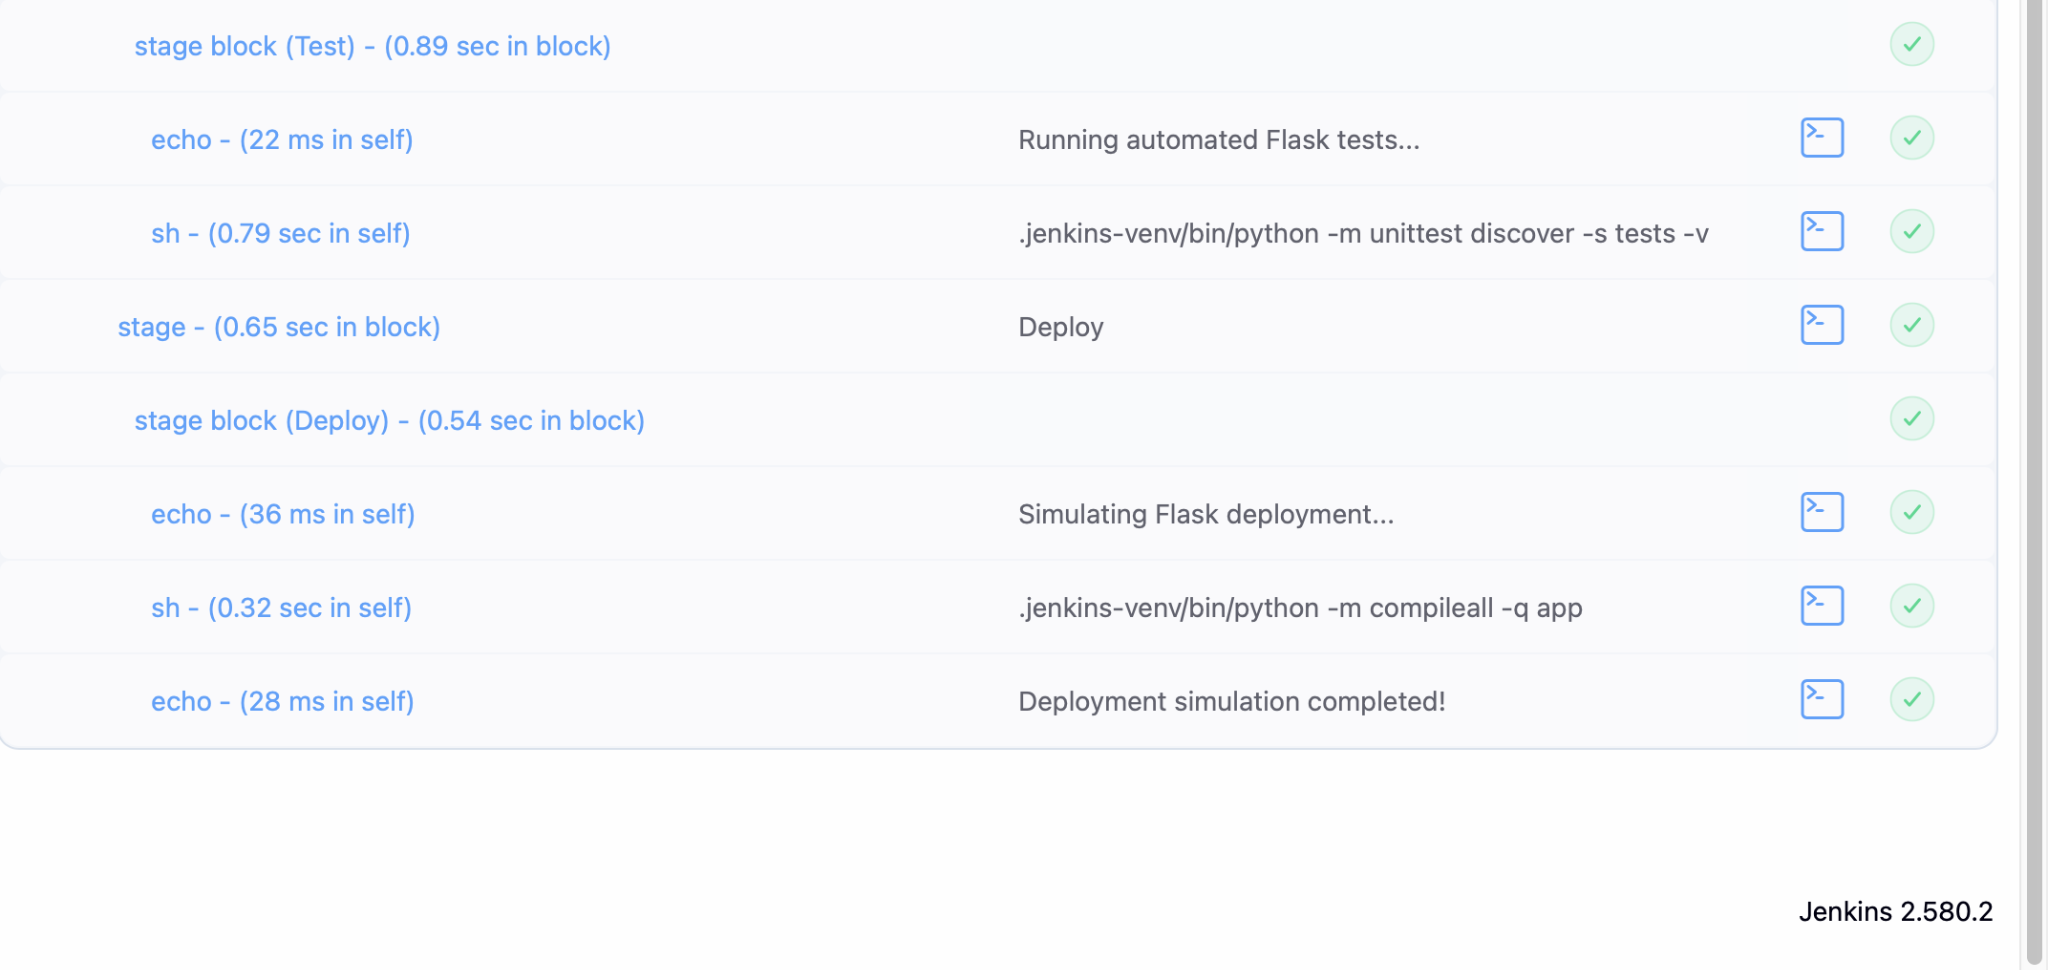 stage block (Test) - (0.89 sec in block)
echo - (22 ms in self) Running automated Flask tests...
sh - (0.79 sec in self) .jenkins-venv/bin/python -m unittest discover -s tests -v
stage - (0.65 sec in block) Deploy
stage block (Deploy) - (0.54 sec in block)
echo - (36 ms in self) Simulating Flask deployment...
sh - (0.32 sec in self) .jenkins-venv/bin/python -m compileall -q app
echo - (28 ms in self) Deployment simulation completed!
Jenkins 2.580.2